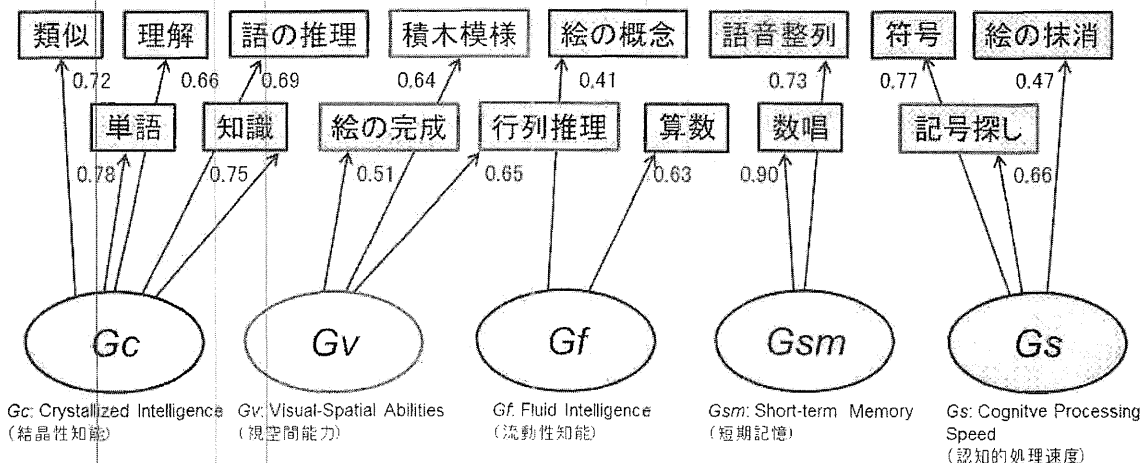 類似 理解 語の推理 積木模様 絵の概念 語音整列 符号 絵の抹消
0.72 0.66 0.69 0.64 0.41 0.73 0.77 0.47
単語 知識 絵の完成 行列推理 算数 数唱 記号探し
0.78 0.75 0.51 0.65 0.63 0.90 0.66
Gc Gv Gf Gsm Gs
Gc: Crystallized Intelligence
(結晶性知能)
Gv: Visual-Spatial Abilities
(視空間能力)
Gf: Fluid Intelligence
(流動性知能)
Gsm: Short-term Memory
(短期記憶)
Gs: Cognitve Processing
Speed
(認知的処理速度)